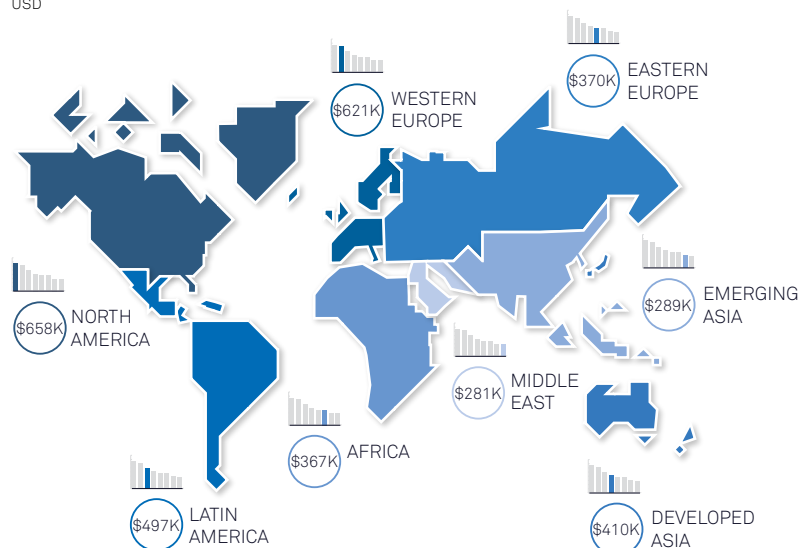 USD
$370K
EASTERN
EUROPE
$621K
WESTERN
EUROPE
$658K
NORTH
AMERICA
$289K
EMERGING
ASIA
$281K
MIDDLE
EAST
$367K
AFRICA
$497K
LATIN
AMERICA
$410K
DEVELOPED
ASIA